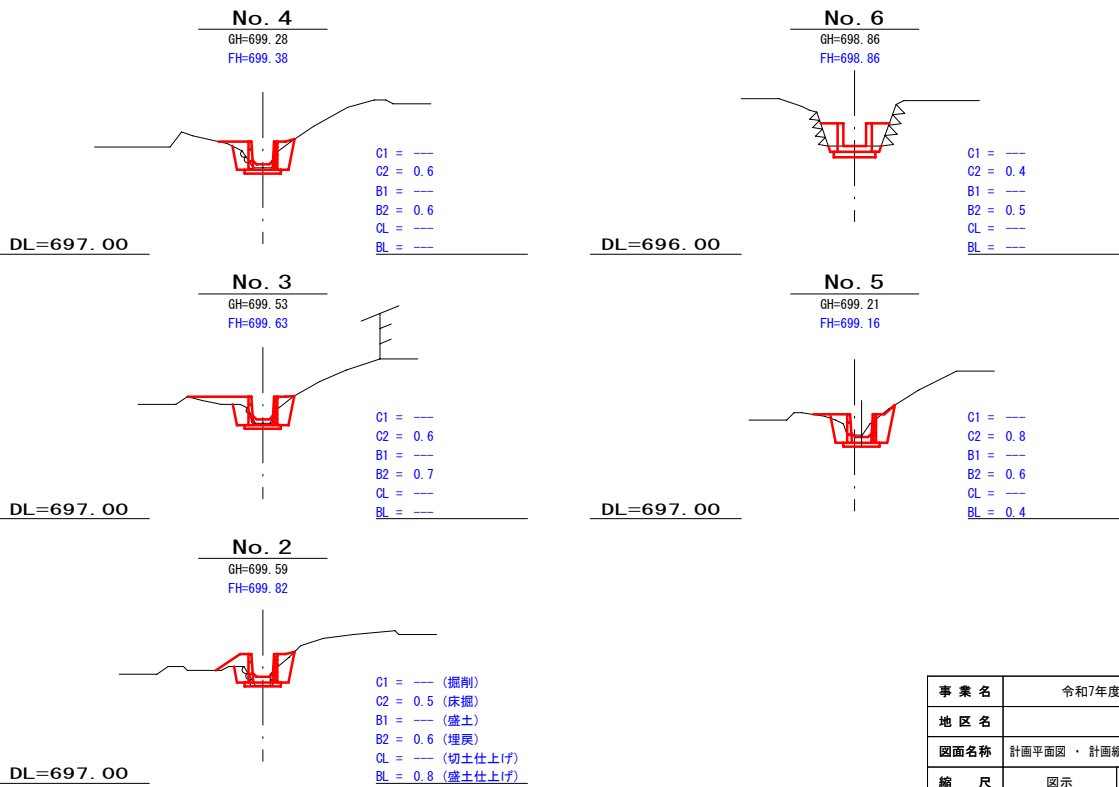 No. 4
GH=699.28
FH=699.38
C1 = ---
C2 = 0.6
B1 = ---
B2 = 0.6
CL = ---
BL = ---
DL=697.00
No. 6
GH=698.86
FH=698.86
C1 = ---
C2 = 0.4
B1 = ---
B2 = 0.5
CL = ---
BL = ---
DL=696.00
No. 3
GH=699.53
FH=699.63
C1 = ---
C2 = 0.6
B1 = ---
B2 = 0.7
CL = ---
BL = ---
DL=697.00
No. 5
GH=699.21
FH=699.16
C1 = ---
C2 = 0.8
B1 = ---
B2 = 0.6
CL = ---
BL = 0.4
DL=697.00
No. 2
GH=699.59
FH=699.82
C1 = --- (掘削)
C2 = 0.5 (床掘)
B1 = --- (盛土)
B2 = 0.6 (埋戻)
CL = --- (切土仕上げ)
BL = 0.8 (盛土仕上げ)
DL=697.00
事業名 令和7年度
地区名
図面名称 計画平面図 ・ 計画
縮尺 図示